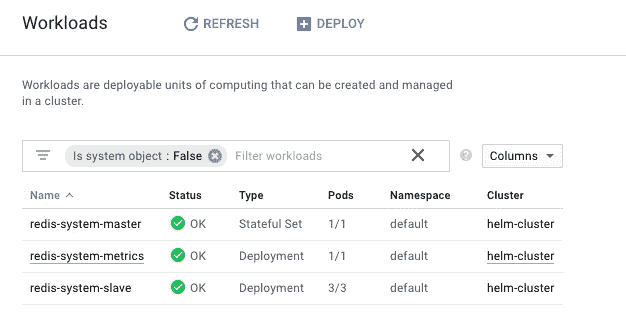 Workloads REFRESH DEPLOY
Workloads are deployable units of computing that can be created and managed
in a cluster.
Is system object : False Filter workloads Columns
Name Status Type Pods Namespace Cluster
redis-system-master OK Stateful Set 1/1 default helm-cluster
redis-system-metrics OK Deployment 1/1 default helm-cluster
redis-system-slave OK Deployment 3/3 default helm-cluster